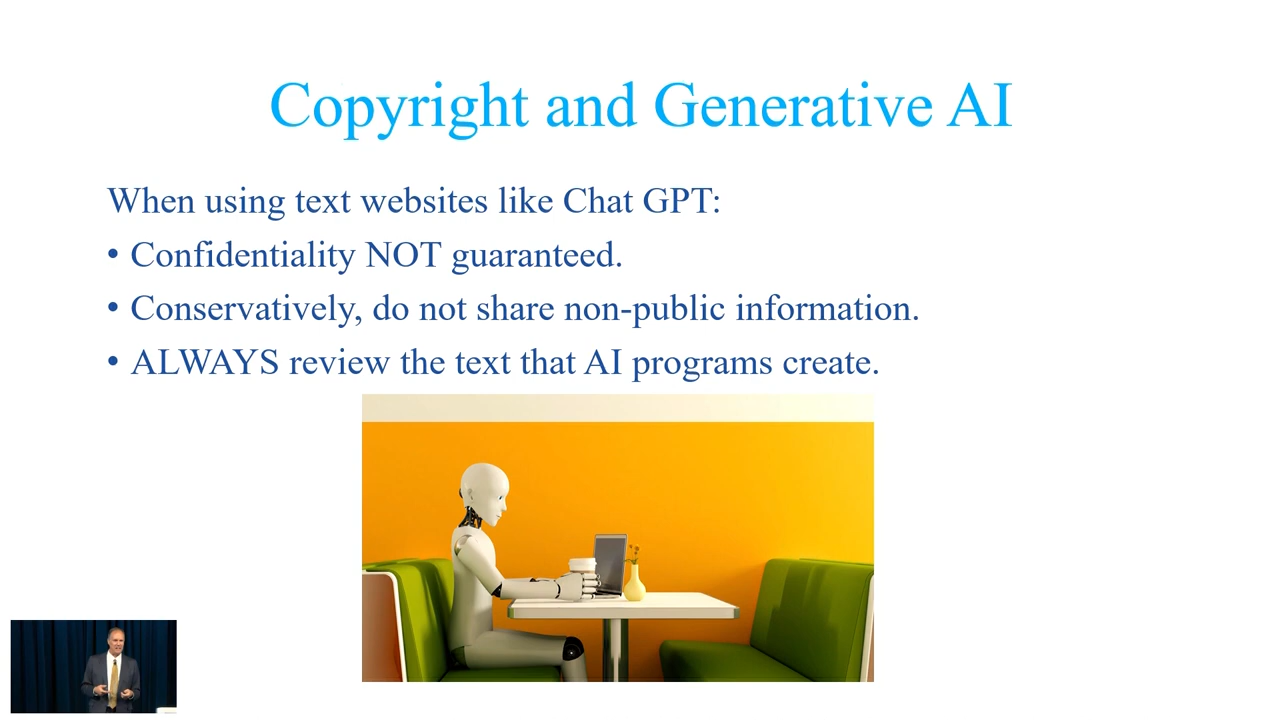 Copyright and Generative AI
When using text websites like Chat GPT:
• Confidentiality NOT guaranteed.
• Conservatively, do not share non-public information.
• ALWAYS review the text that AI programs create.